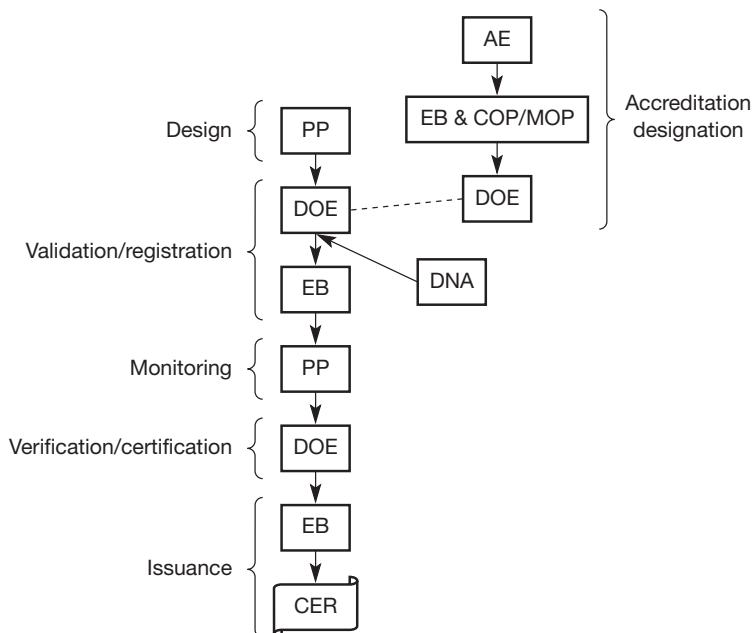 AE
EB & COP/MOP
DOE
Accreditation
designation
Design
PP
Validation/registration
DOE
EB
DNA
Monitoring
PP
Verification/certification
DOE
Issuance
EB
CER